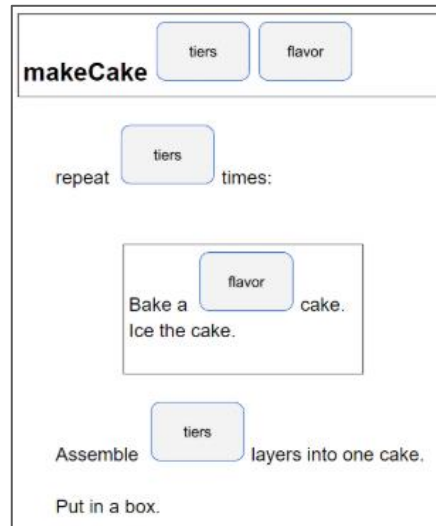 makeCake tiers flavor
repeat tiers times:
Bake a flavor cake.
Ice the cake.
Assemble tiers layers into one cake.
Put in a box.